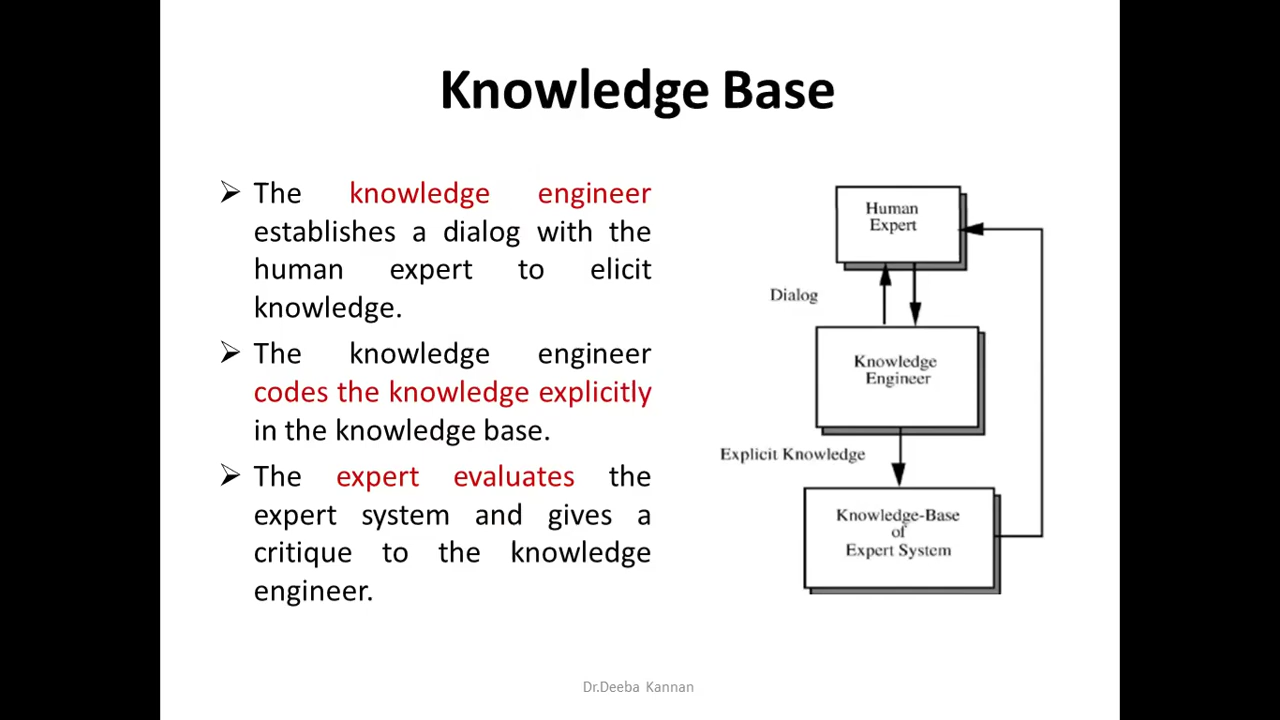 Knowledge Base
➢ The knowledge engineer
establishes a dialog with the
human expert to elicit
knowledge.
➢ The knowledge engineer
codes the knowledge explicitly
in the knowledge base.
➢ The expert evaluates the
expert system and gives a
critique to the knowledge
engineer.
Human
Expert
Dialog
Knowledge
Engineer
Explicit Knowledge
Knowledge-Base
of
Expert System
Dr.Deeba Kannan